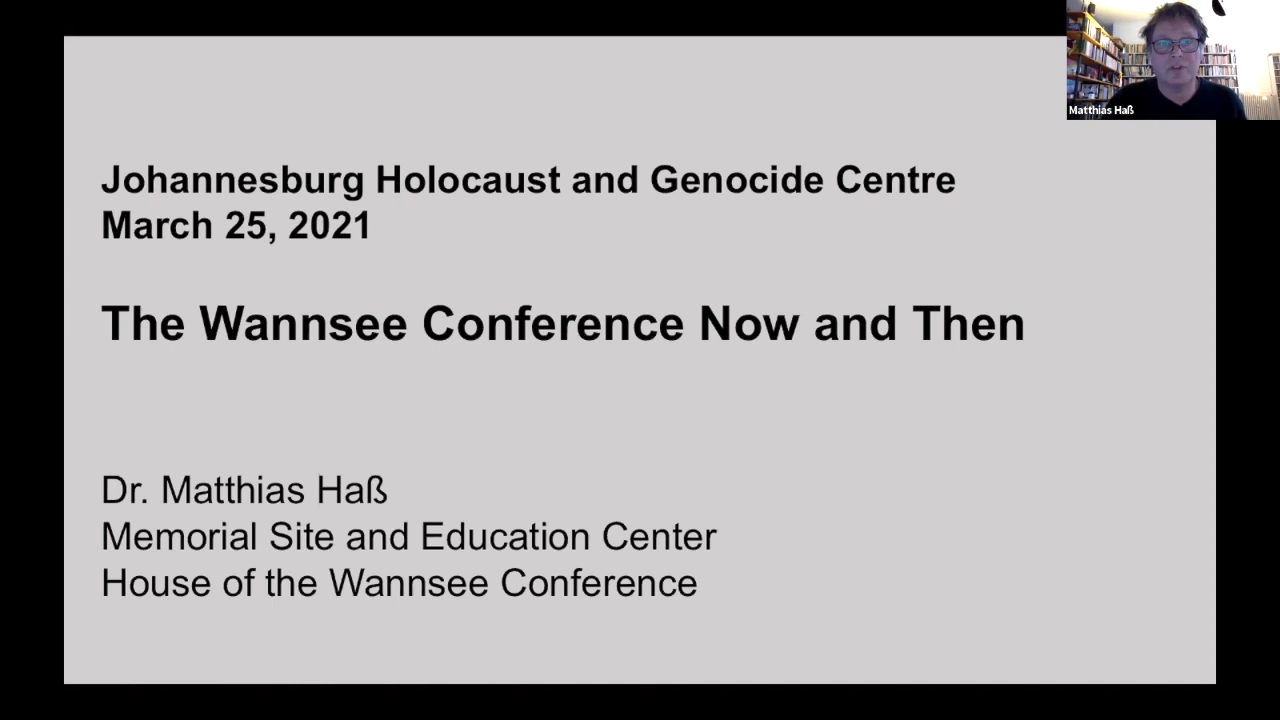 Matthias Haß
Johannesburg Holocaust and Genocide Centre
March 25, 2021
The Wannsee Conference Now and Then
Dr. Matthias Haß
Memorial Site and Education Center
House of the Wannsee Conference